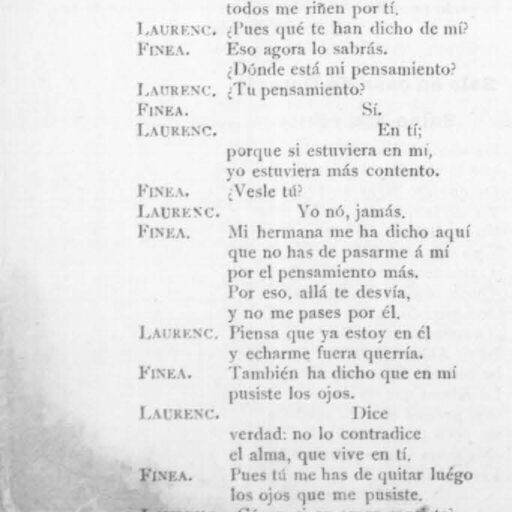 todos me riñen por tí.
LAURENC. ¿Pues qué te han dicho de mí?
FINEA. Eso agora lo sabrás.
¿Dónde está mi pensamiento?
LAURENC. ¿Tu pensamiento?
FINEA. Sí.
LAURENC. En tí;
porque si estuviera en mí,
yo estuviera más contento.
FINEA. ¿Vesle tú?
LAURENC. Yo nó, jamás.
FINEA. Mi hermana me ha dicho aquí
que no has de pasarme á mí
por el pensamiento más.
Por eso, allá te desvía,
y no me pases por él.
LAURENC. Piensa que ya estoy en él
y echarme fuera querría.
FINEA. También ha dicho que en mí
pusiste los ojos.
LAURENC. Dice
verdad: no lo contradice
el alma, que vive en tí.
FINEA. Pues tú me has de quitar luégo
los ojos que me pusiste.